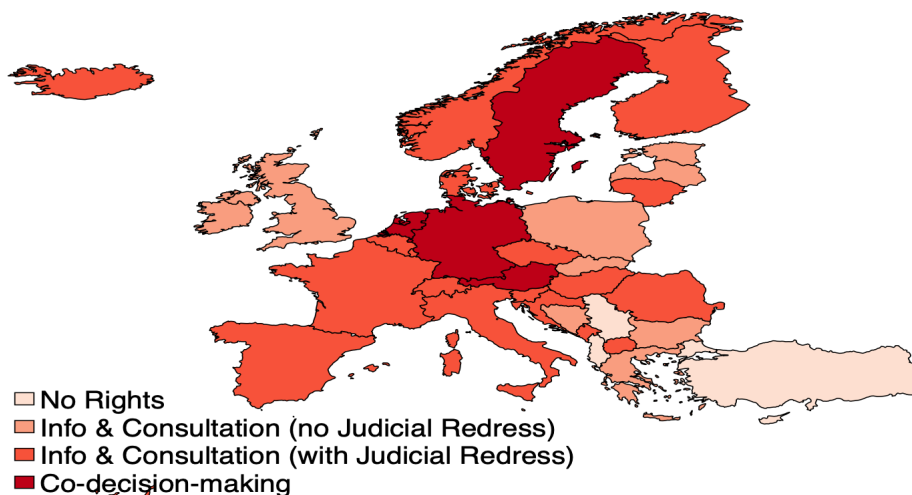 No Rights
Info & Consultation (no Judicial Redress)
Info & Consultation (with Judicial Redress)
Co-decision-making